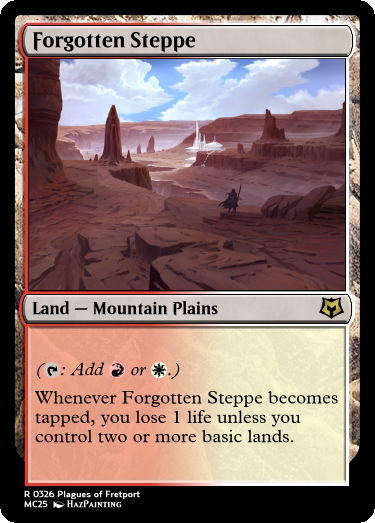 Forgotten Steppe
Land — Mountain Plains
(: Add or .)
Whenever Forgotten Steppe becomes
tapped, you lose 1 life unless you
control two or more basic lands.
R 0326 Plagues of Fretport
MC25 HazPainting